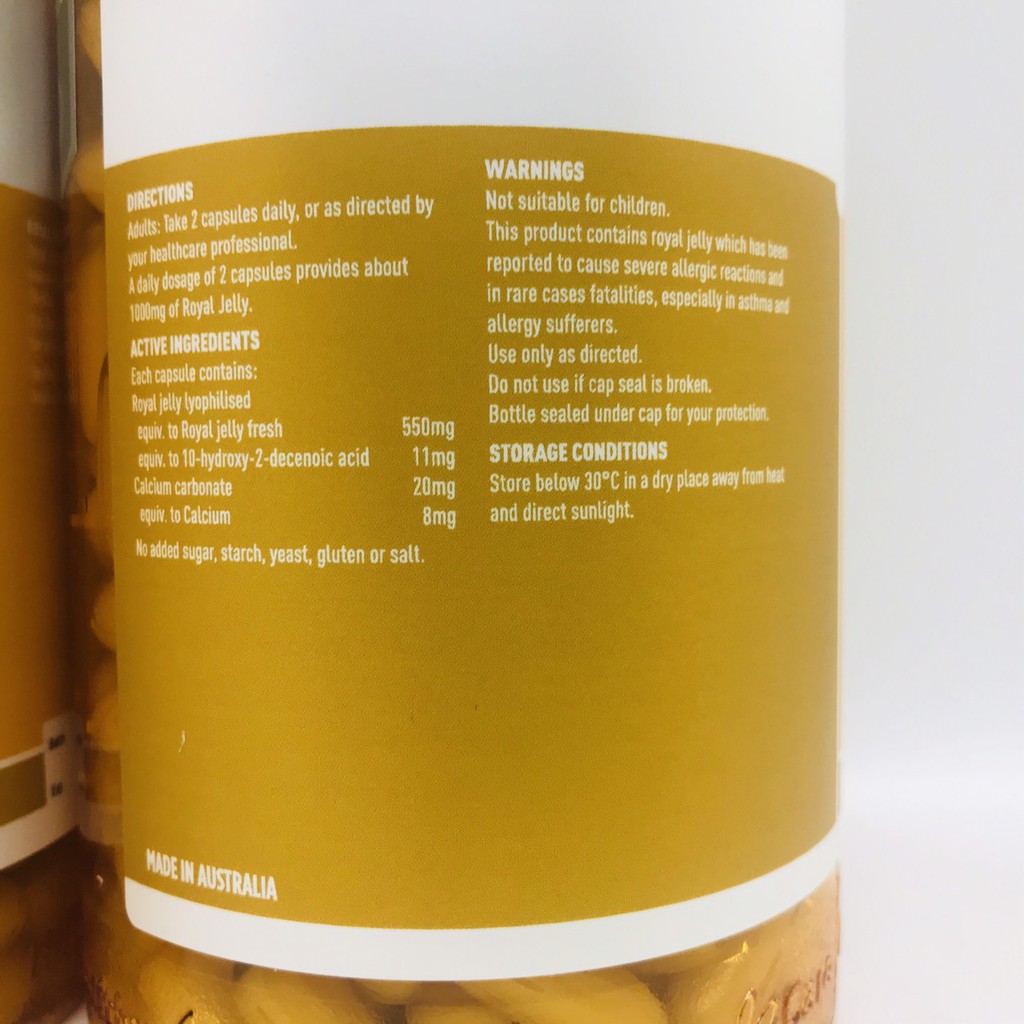 DIRECTIONS
Adults: Take 2 capsules daily, or as directed by
your healthcare professional.
A daily dosage of 2 capsules provides about
1000mg of Royal Jelly.
ACTIVE INGREDIENTS
Each capsule contains:
Royal jelly lyophilised
equiv. to Royal jelly fresh 550mg
equiv. to 10-hydroxy-2-decenoic acid 11mg
Calcium carbonate 20mg
equiv. to Calcium 8mg
No added sugar, starch, yeast, gluten or salt.
MADE IN AUSTRALIA
WARNINGS
Not suitable for children.
This product contains royal jelly which has been
reported to cause severe allergic reactions and
in rare cases fatalities, especially in asthma and
allergy sufferers.
Use only as directed.
Do not use if cap seal is broken.
Bottle sealed under cap for your protection.
STORAGE CONDITIONS
Store below 30°C in a dry place away from heat
and direct sunlight.